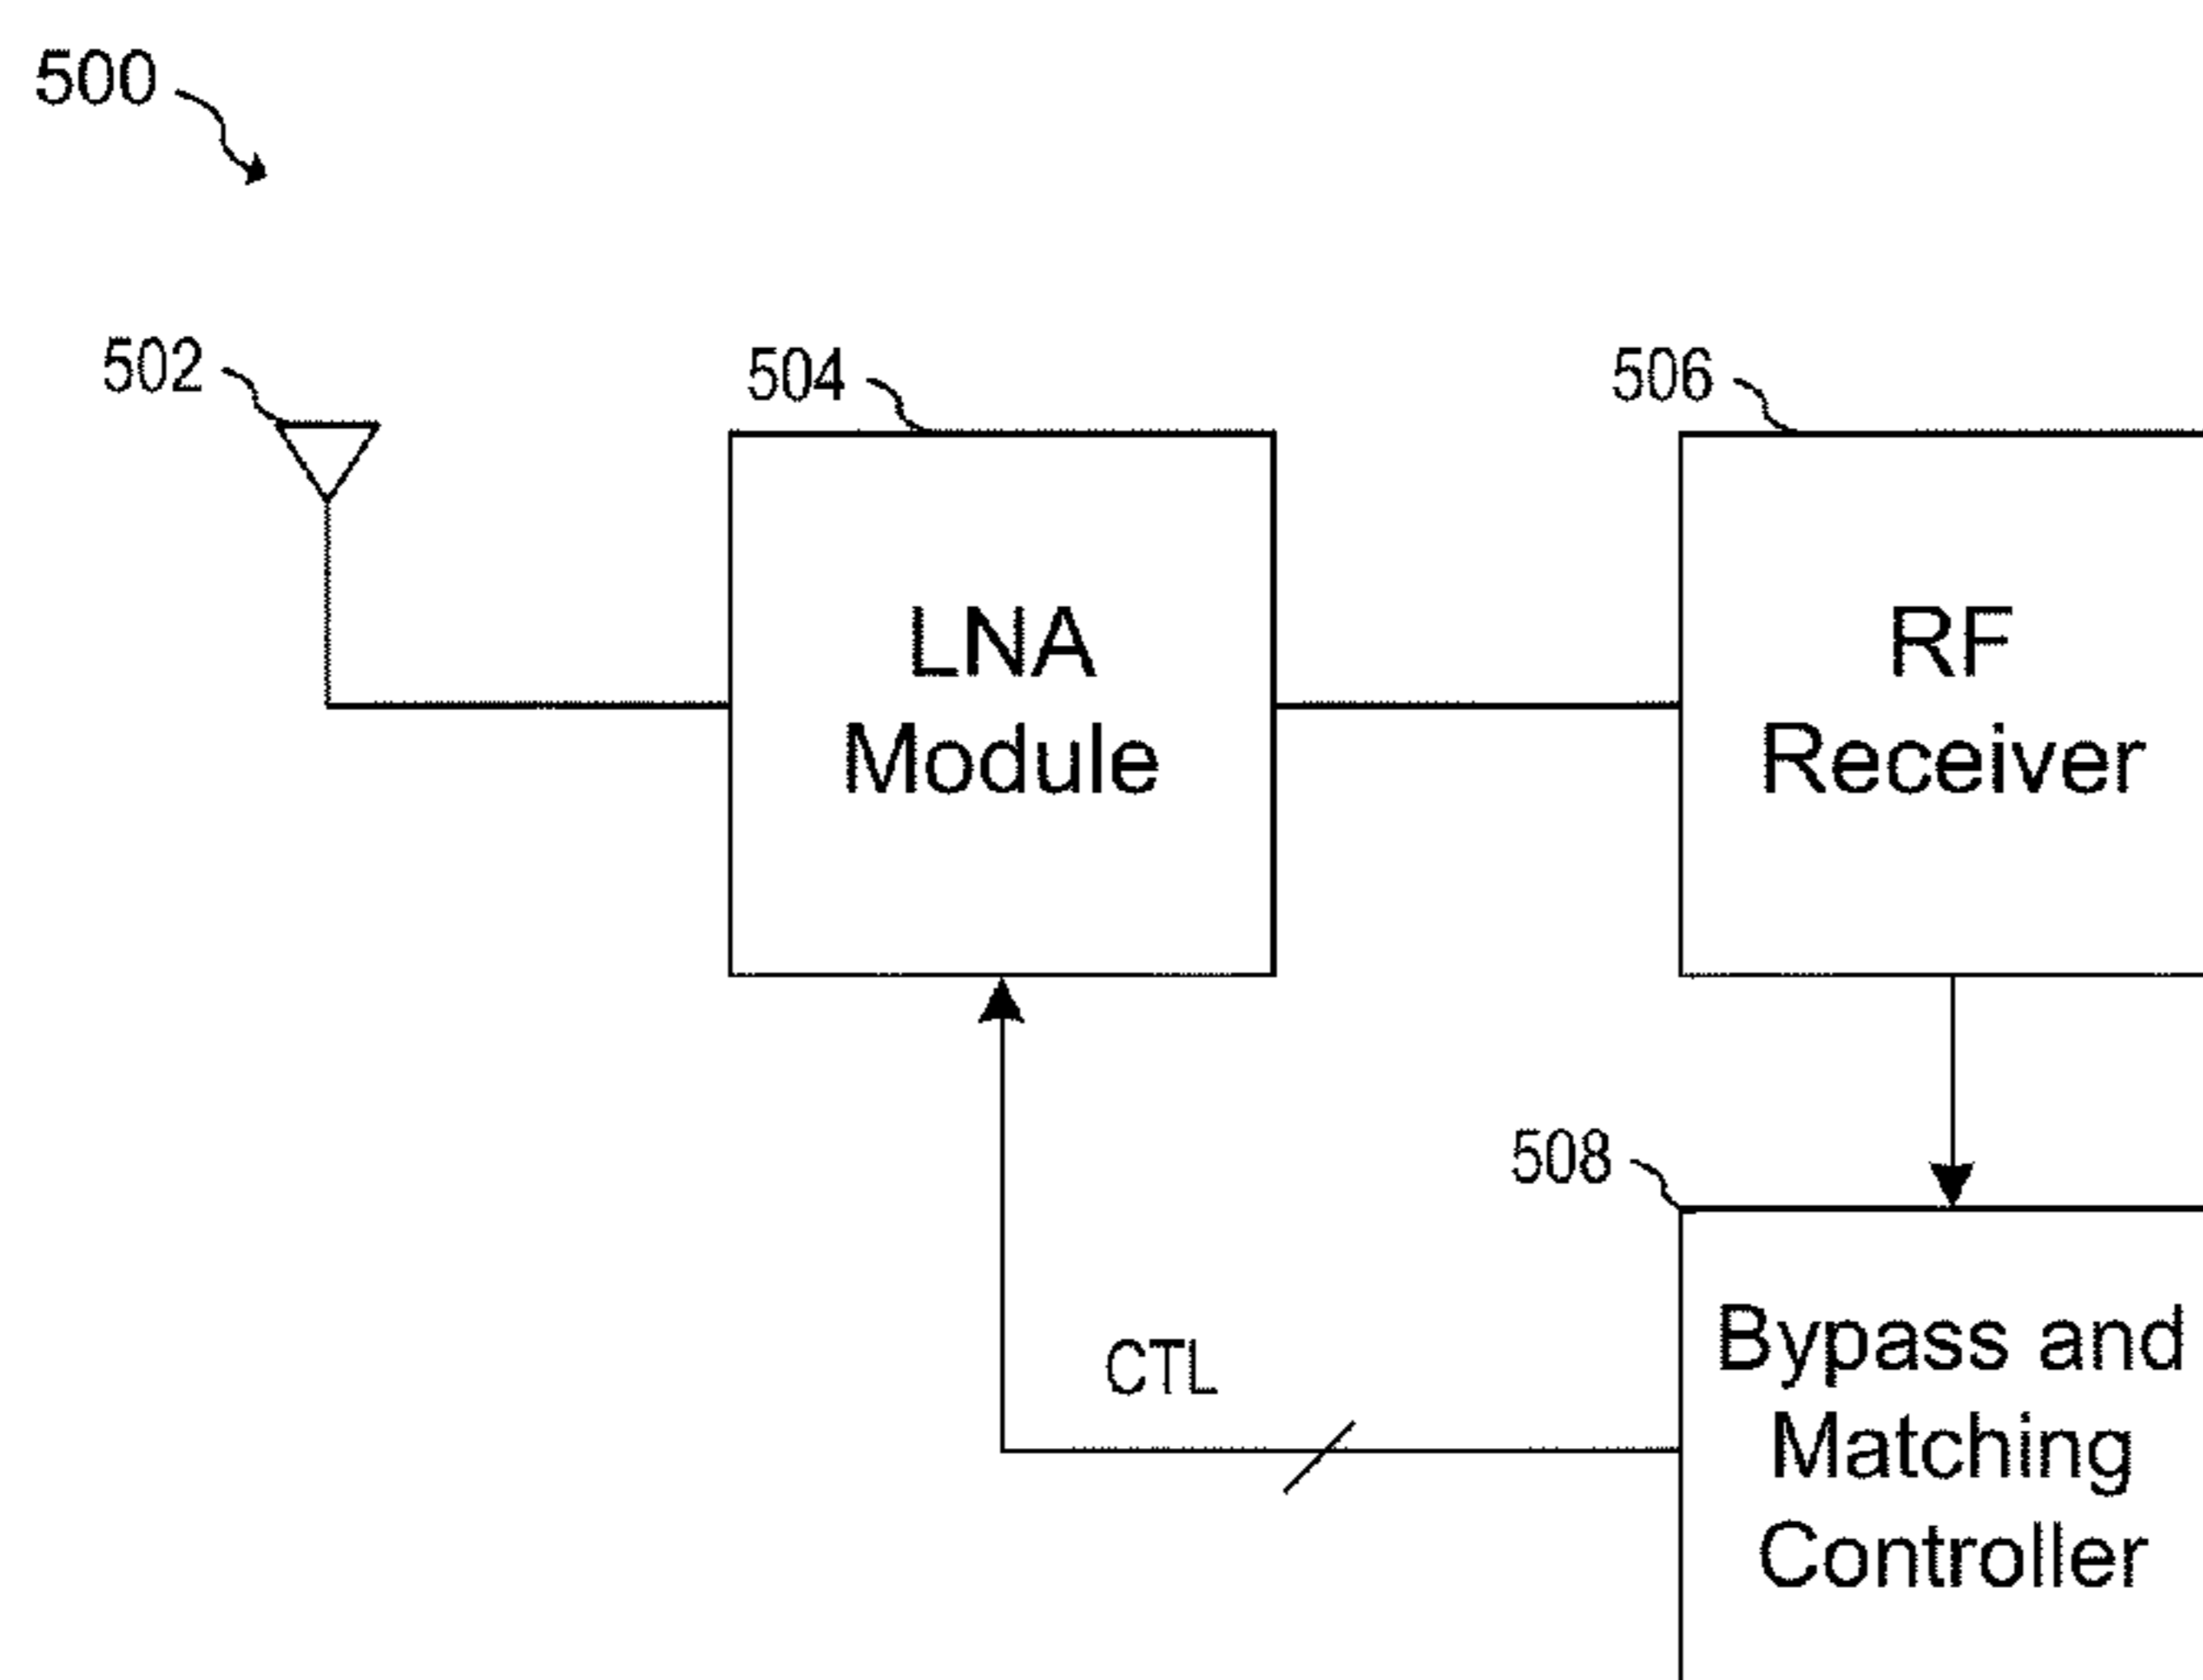 500
502
504
506
LNA
Module
RF
Receiver
508
CTL
Bypass and
Matching
Controller